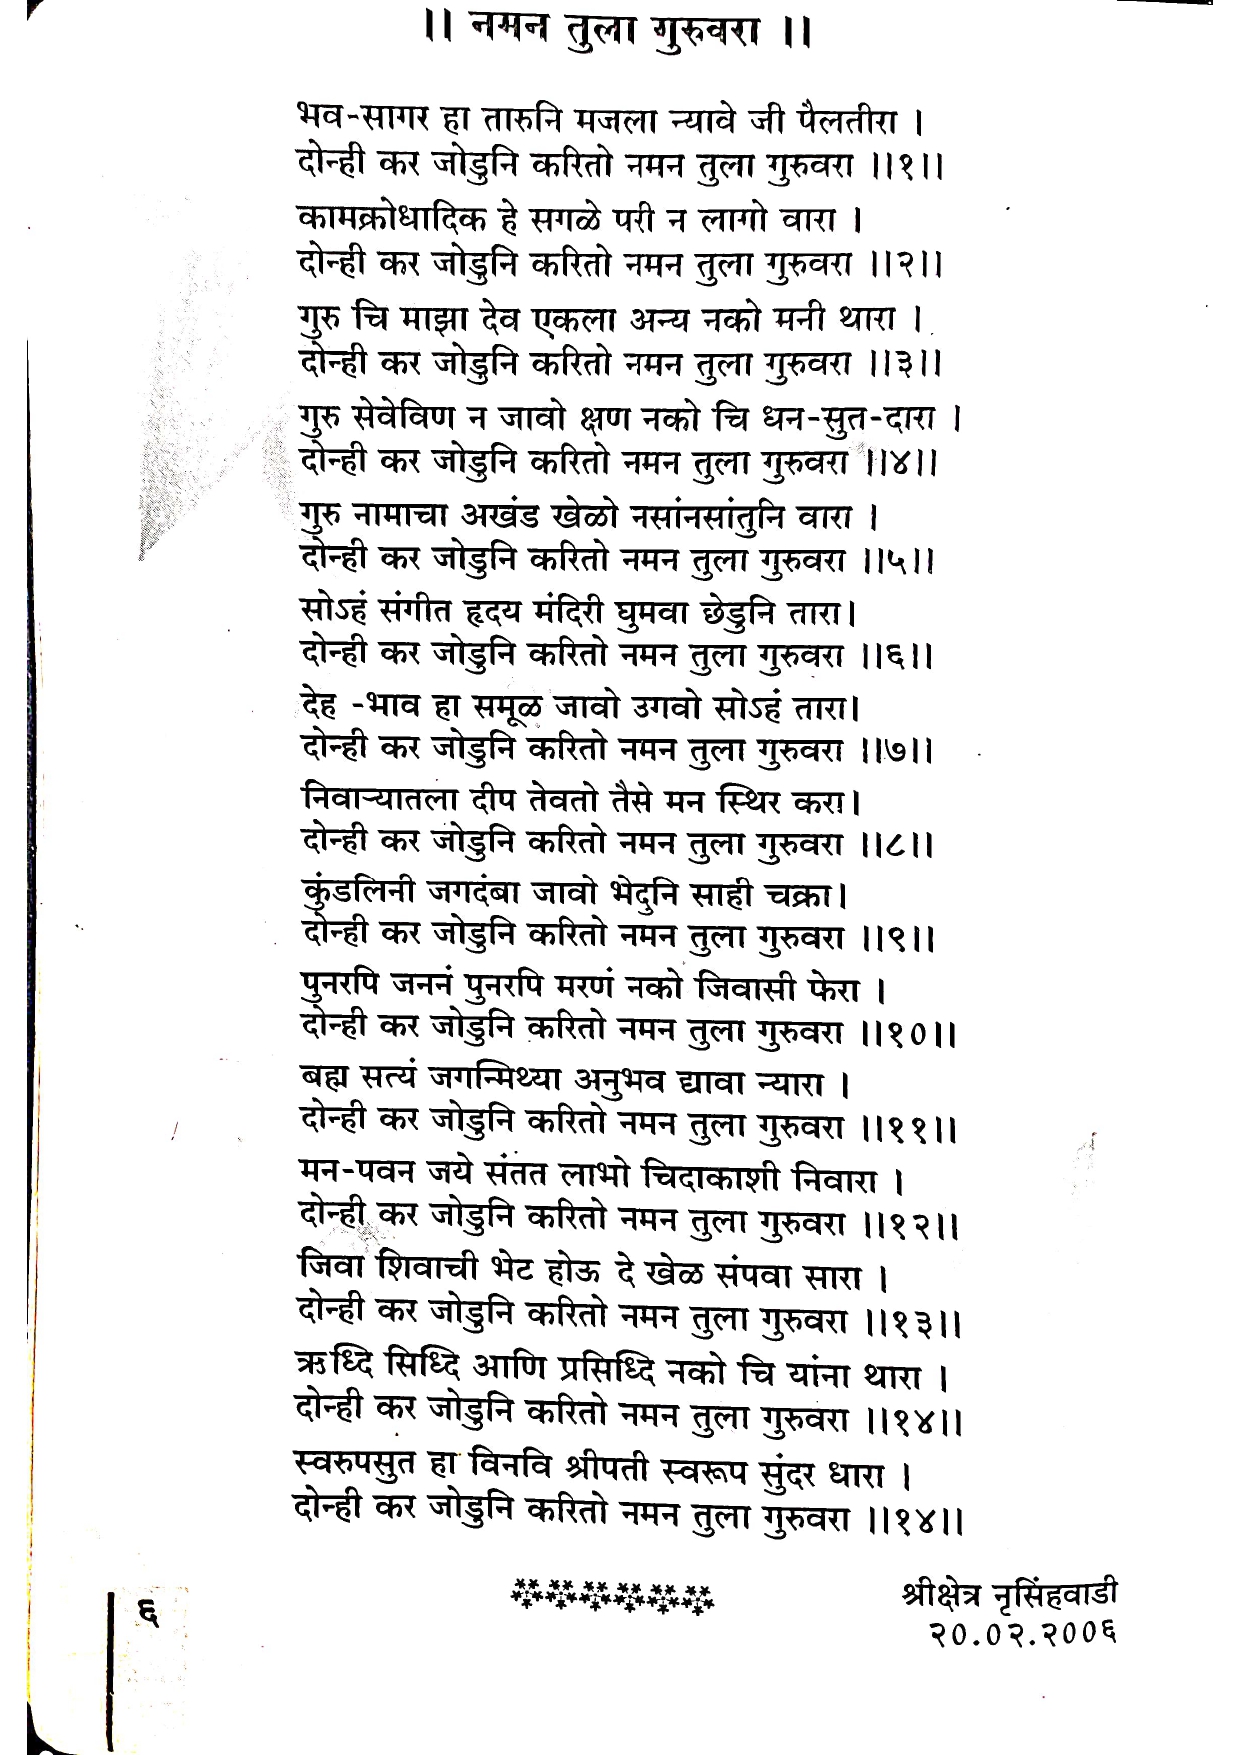 ।। नमन तुला गुरुवरा ।।
भव-सागर हा तारुनि मजला न्यावे जी पैलतीरा ।
दोन्ही कर जोडुनि करितो नमन तुला गुरुवरा ।।१।।
कामक्रोधादिक हे सगळे परी न लागो वारा ।
दोन्ही कर जोडुनि करितो नमन तुला गुरुवरा ।।२।।
गुरु चि माझा देव एकला अन्य नको मनी थारा ।
दोन्ही कर जोडुनि करितो नमन तुला गुरुवरा ।।३।।
गुरु सेवेविण न जावो क्षण नको चि धन-सुत-दारा ।
दोन्ही कर जोडुनि करितो नमन तुला गुरुवरा ।।४।।
गुरु नामाचा अखंड खेळो नसांनसांतुनि वारा ।
दोन्ही कर जोडुनि करितो नमन तुला गुरुवरा ।।५।।
सोऽहं संगीत हृदय मंदिरी घुमवा छेडुनि तारा।
दोन्ही कर जोडुनि करितो नमन तुला गुरुवरा ।।६।।
देह -भाव हा समूळ जावो उगवो सोऽहं तारा।
दोन्ही कर जोडुनि करितो नमन तुला गुरुवरा ।।७।।
निवाऱ्यातला दीप तेवतो तैसे मन स्थिर करा।
दोन्ही कर जोडुनि करितो नमन तुला गुरुवरा ।।८।।
कुंडलिनी जगदंबा जावो भेदुनि साही चक्रा।
दोन्ही कर जोडुनि करितो नमन तुला गुरुवरा ।।९।।
पुनरपि जननं पुनरपि मरणं नको जिवासी फेरा ।
दोन्ही कर जोडुनि करितो नमन तुला गुरुवरा ।।१०।।
बह्म सत्यं जगन्मिथ्या अनुभव द्यावा न्यारा ।
दोन्ही कर जोडुनि करितो नमन तुला गुरुवरा ।।११।।
मन-पवन जये संतत लाभो चिदाकाशी निवारा ।
दोन्ही कर जोडुनि करितो नमन तुला गुरुवरा ।।१२।।
जिवा शिवाची भेट होऊ दे खेळ संपवा सारा ।
दोन्ही कर जोडुनि करितो नमन तुला गुरुवरा ।।१३।।
ऋध्दि सिध्दि आणि प्रसिध्दि नको चि यांना थारा ।
दोन्ही कर जोडुनि करितो नमन तुला गुरुवरा ।।१४।।
स्वरुपसुत हा विनवि श्रीपती स्वरूप सुंदर धारा ।
दोन्ही कर जोडुनि करितो नमन तुला गुरुवरा ।।१४।।
श्रीक्षेत्र नृसिंहवाडी
२०.०२.२००६
६